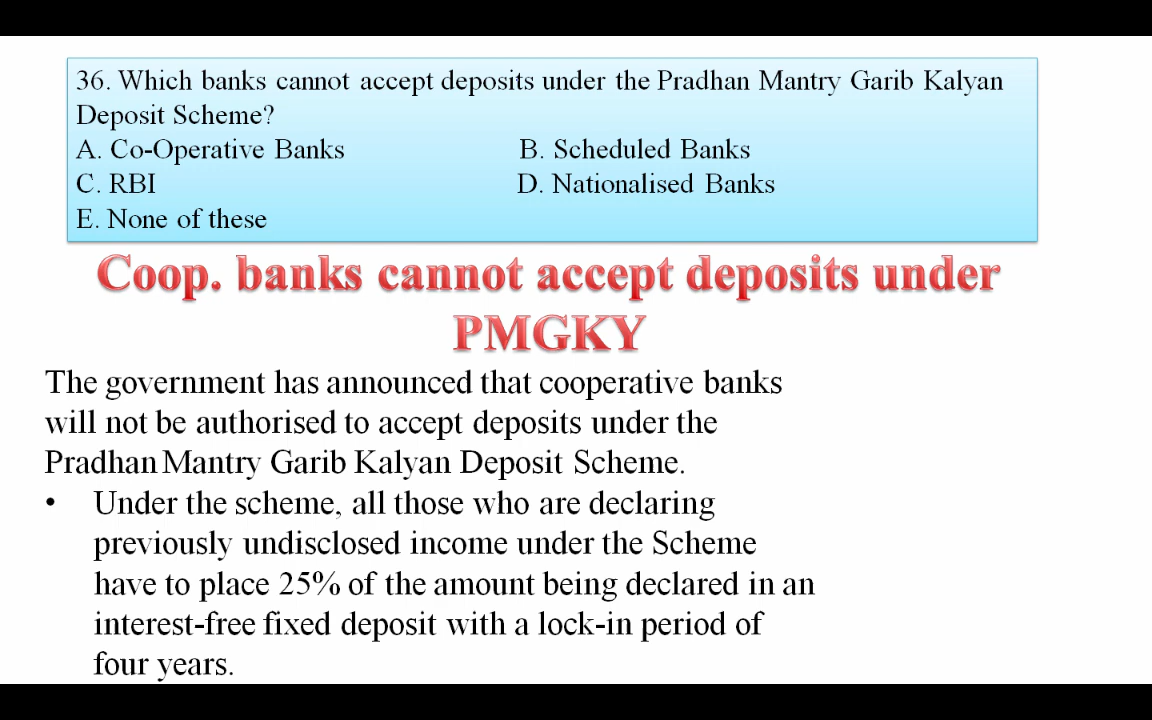 36. Which banks cannot accept deposits under the Pradhan Mantry Garib Kalyan
Deposit Scheme?
A. Co-Operative Banks B. Scheduled Banks
C. RBI D. Nationalised Banks
E. None of these
Coop. banks cannot accept deposits under
PMGKY
The government has announced that cooperative banks
will not be authorised to accept deposits under the
Pradhan Mantry Garib Kalyan Deposit Scheme.
• Under the scheme, all those who are declaring
previously undisclosed income under the Scheme
have to place 25% of the amount being declared in an
interest-free fixed deposit with a lock-in period of
four years.